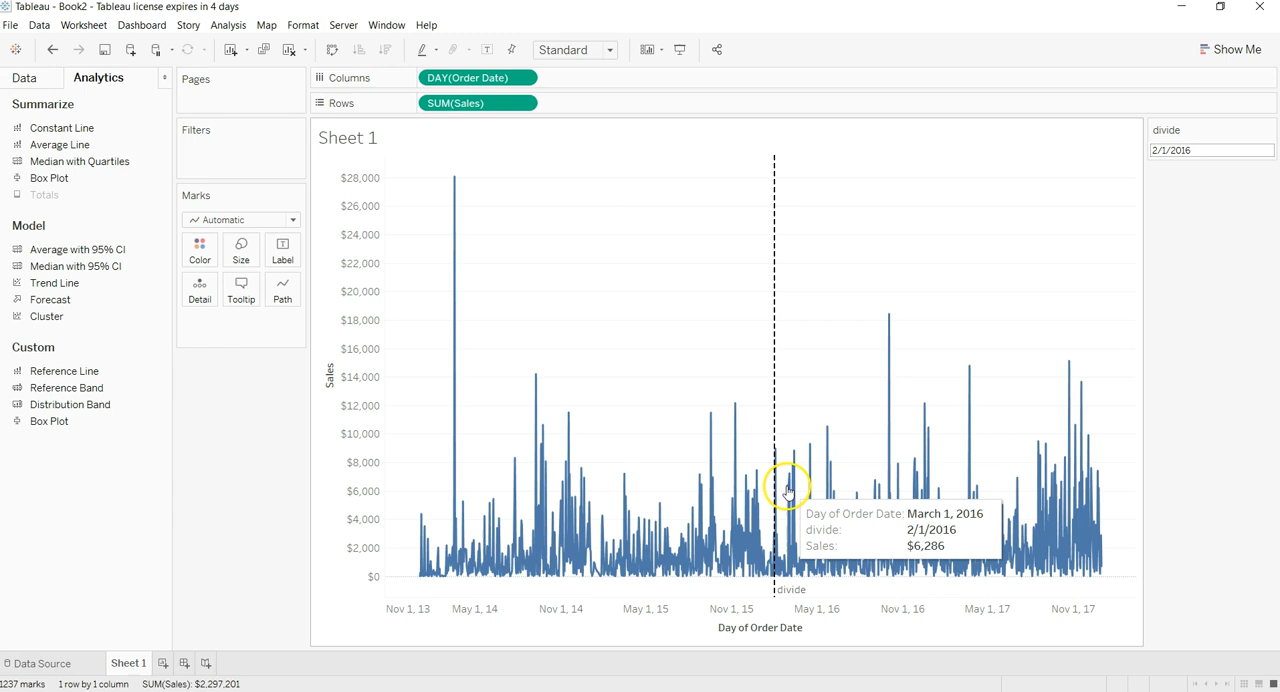 Tableau - Book2 - Tableau license expires in 4 days
File Data Worksheet Dashboard Story Analysis Map Format Server Window Help
Standard
Show Me
Data Analytics
Summarize
Constant Line
Average Line
Median with Quartiles
Box Plot
Totals
Model
Average with 95% CI
Median with 95% CI
Trend Line
Forecast
Cluster
Custom
Reference Line
Reference Band
Distribution Band
Box Plot
Pages
Filters
Marks
Automatic
Color Size Label
Detail Tooltip Path
Columns DAY(Order Date)
Rows SUM(Sales)
Sheet 1
Sales
$28,000
$26,000
$24,000
$22,000
$20,000
$18,000
$16,000
$14,000
$12,000
$10,000
$8,000
$6,000
$4,000
$2,000
$0
Day of Order Date: March 1, 2016
divide: 2/1/2016
Sales: $6,286
divide
Nov 1, 13 May 1, 14 Nov 1, 14 May 1, 15 Nov 1, 15 May 1, 16 Nov 1, 16 May 1, 17 Nov 1, 17
Day of Order Date
divide
2/1/2016
Data Source Sheet 1
1237 marks 1 row by 1 column SUM(Sales): $2,297,201